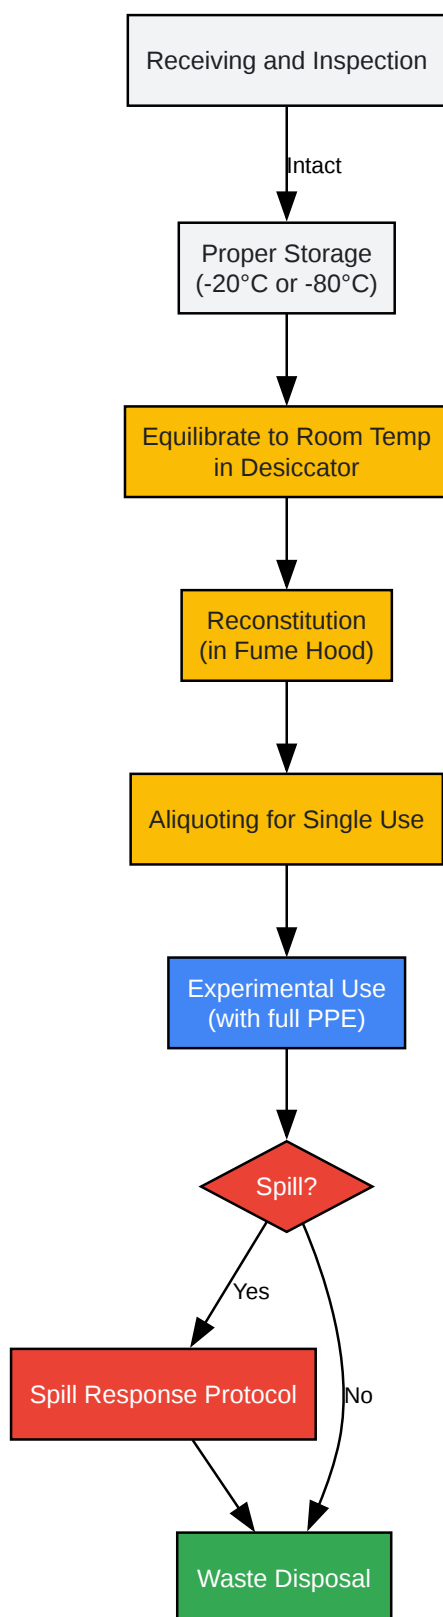 Receiving and Inspection
Intact
Proper Storage
(-20°C or -80°C)
Equilibrate to Room Temp
in Desiccator
Reconstitution
(in Fume Hood)
Aliquoting for Single Use
Experimental Use
(with full PPE)
Spill?
Yes
Spill Response Protocol
No
Waste Disposal